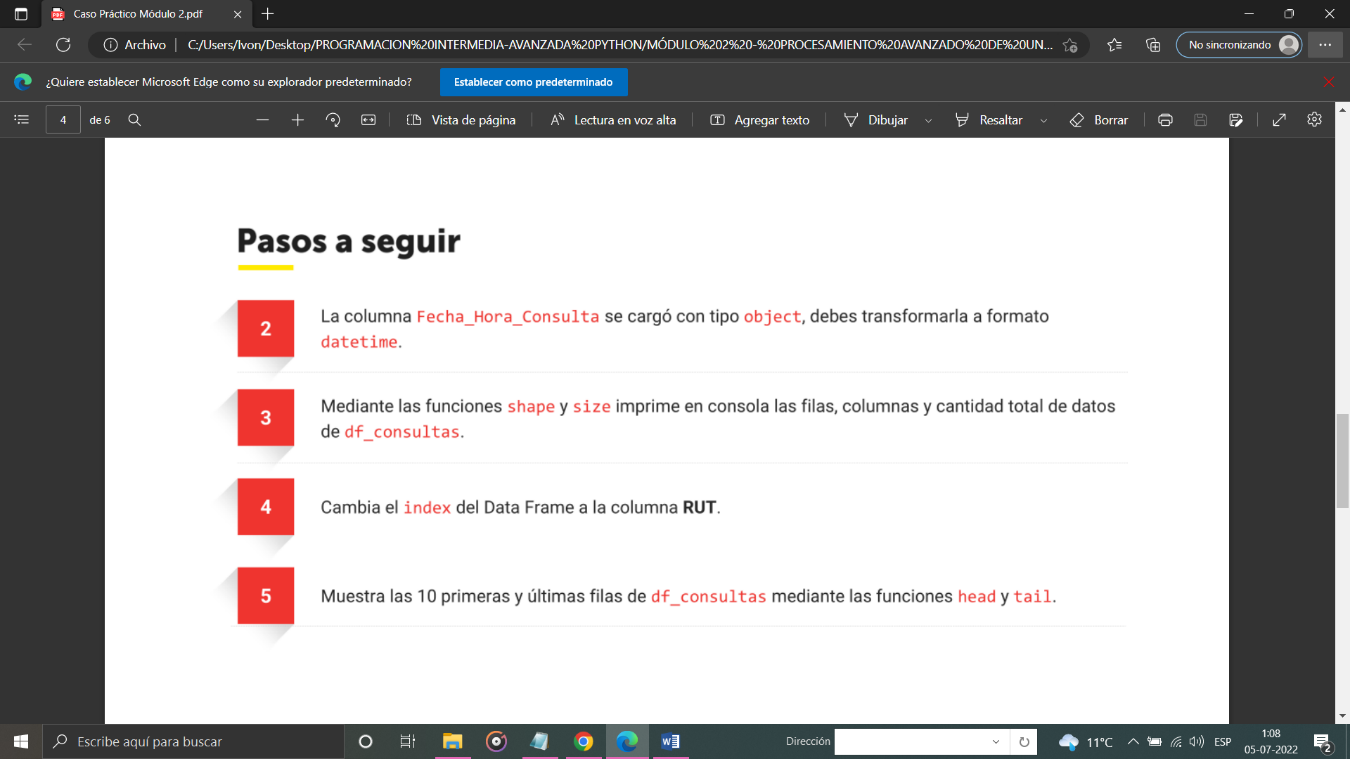 Caso Práctico Módulo 2.pdf
Archivo
C:/Users/Ivon/Desktop/PROGRAMACION%20INTERMEDIA-AVANZADA%20PYTHON/MÓDULO%202%20-%20PROCESAMIENTO%20AVANZADO%20DE%20UN...
No sincronizando
¿Quiere establecer Microsoft Edge como su explorador predeterminado?
Establecer como predeterminado
4 de 6
Vista de página
Lectura en voz alta
Agregar texto
Dibujar
Resaltar
Borrar
Pasos a seguir
2
La columna Fecha_Hora_Consulta se cargó con tipo object, debes transformarla a formato
datetime.
3
Mediante las funciones shape y size imprime en consola las filas, columnas y cantidad total de datos
de df_consultas.
4
Cambia el index del Data Frame a la columna RUT.
5
Muestra las 10 primeras y últimas filas de df_consultas mediante las funciones head y tail.
Escribe aquí para buscar
Dirección
11°C
ESP
1:08
05-07-2022
2